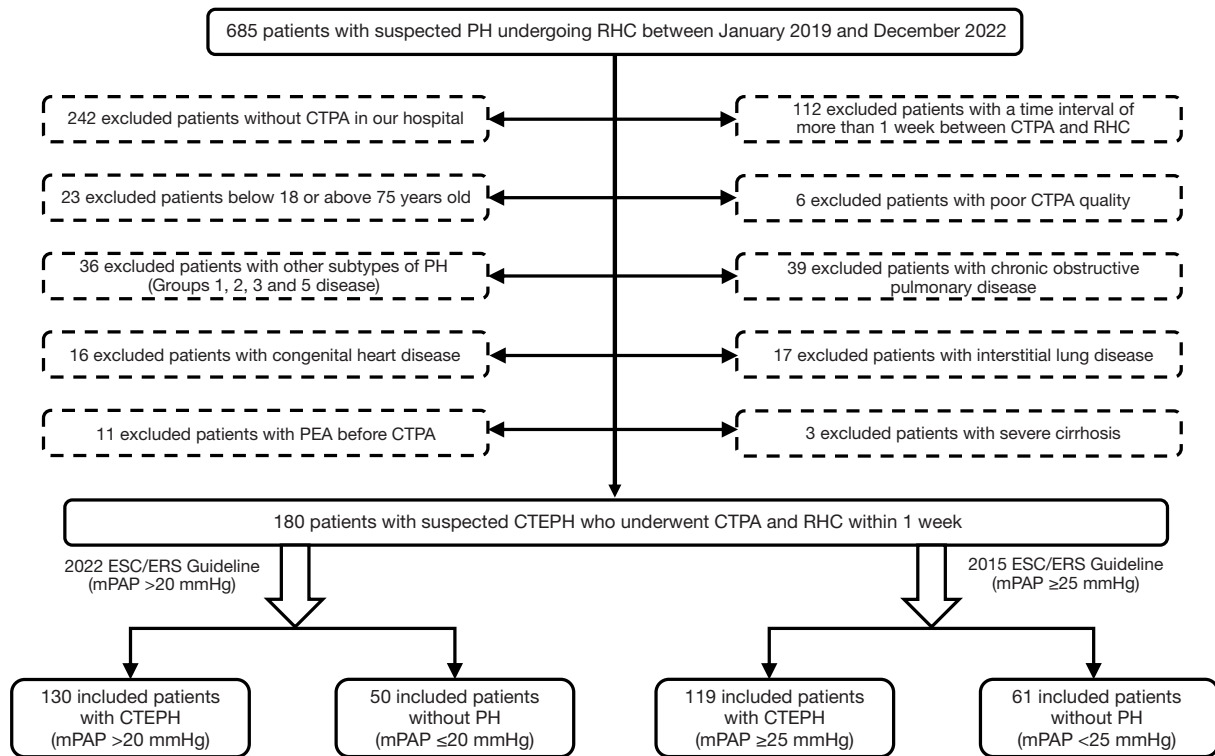 685 patients with suspected PH undergoing RHC between January 2019 and December 2022
242 excluded patients without CTPA in our hospital
112 excluded patients with a time interval of
more than 1 week between CTPA and RHC
23 excluded patients below 18 or above 75 years old
6 excluded patients with poor CTPA quality
36 excluded patients with other subtypes of PH
(Groups 1, 2, 3 and 5 disease)
39 excluded patients with chronic obstructive
pulmonary disease
16 excluded patients with congenital heart disease
17 excluded patients with interstitial lung disease
11 excluded patients with PEA before CTPA
3 excluded patients with severe cirrhosis
180 patients with suspected CTEPH who underwent CTPA and RHC within 1 week
2022 ESC/ERS Guideline
(mPAP >20 mmHg)
2015 ESC/ERS Guideline
(mPAP ≥25 mmHg)
130 included patients
with CTEPH
(mPAP >20 mmHg)
50 included patients
without PH
(mPAP ≤20 mmHg)
119 included patients
with CTEPH
(mPAP ≥25 mmHg)
61 included patients
without PH
(mPAP <25 mmHg)